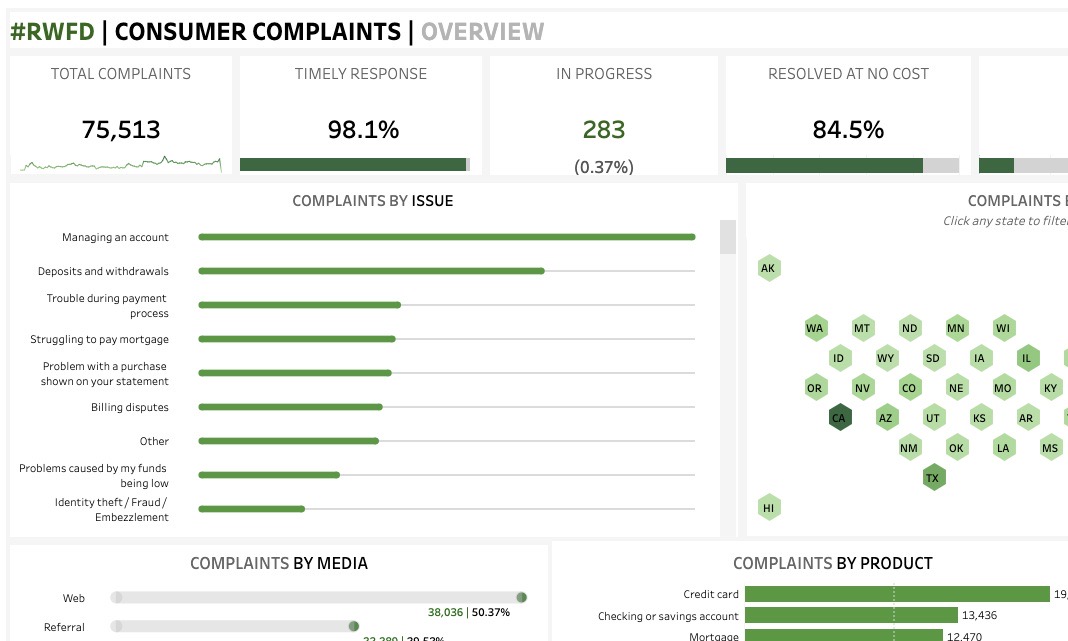 #RWFD | CONSUMER COMPLAINTS | OVERVIEW
TOTAL COMPLAINTS
75,513
TIMELY RESPONSE
98.1%
IN PROGRESS
283
(0.37%)
RESOLVED AT NO COST
84.5%
COMPLAINTS BY ISSUE
Managing an account
Deposits and withdrawals
Trouble during payment
process
Struggling to pay mortgage
Problem with a purchase
shown on your statement
Billing disputes
Other
Problems caused by my funds
being low
Identity theft / Fraud /
Embezzlement
COMPLAINTS
Click any state to filte
AK
WA MT ND MN WI
ID WY SD IA IL
OR NV CO NE MO KY
CA AZ UT KS AR
NM OK LA MS
TX
HI
COMPLAINTS BY MEDIA
Web
38,036 | 50.37%
Referral
COMPLAINTS BY PRODUCT
Credit card 19,
Checking or savings account 13,436
Mortgage 12,470